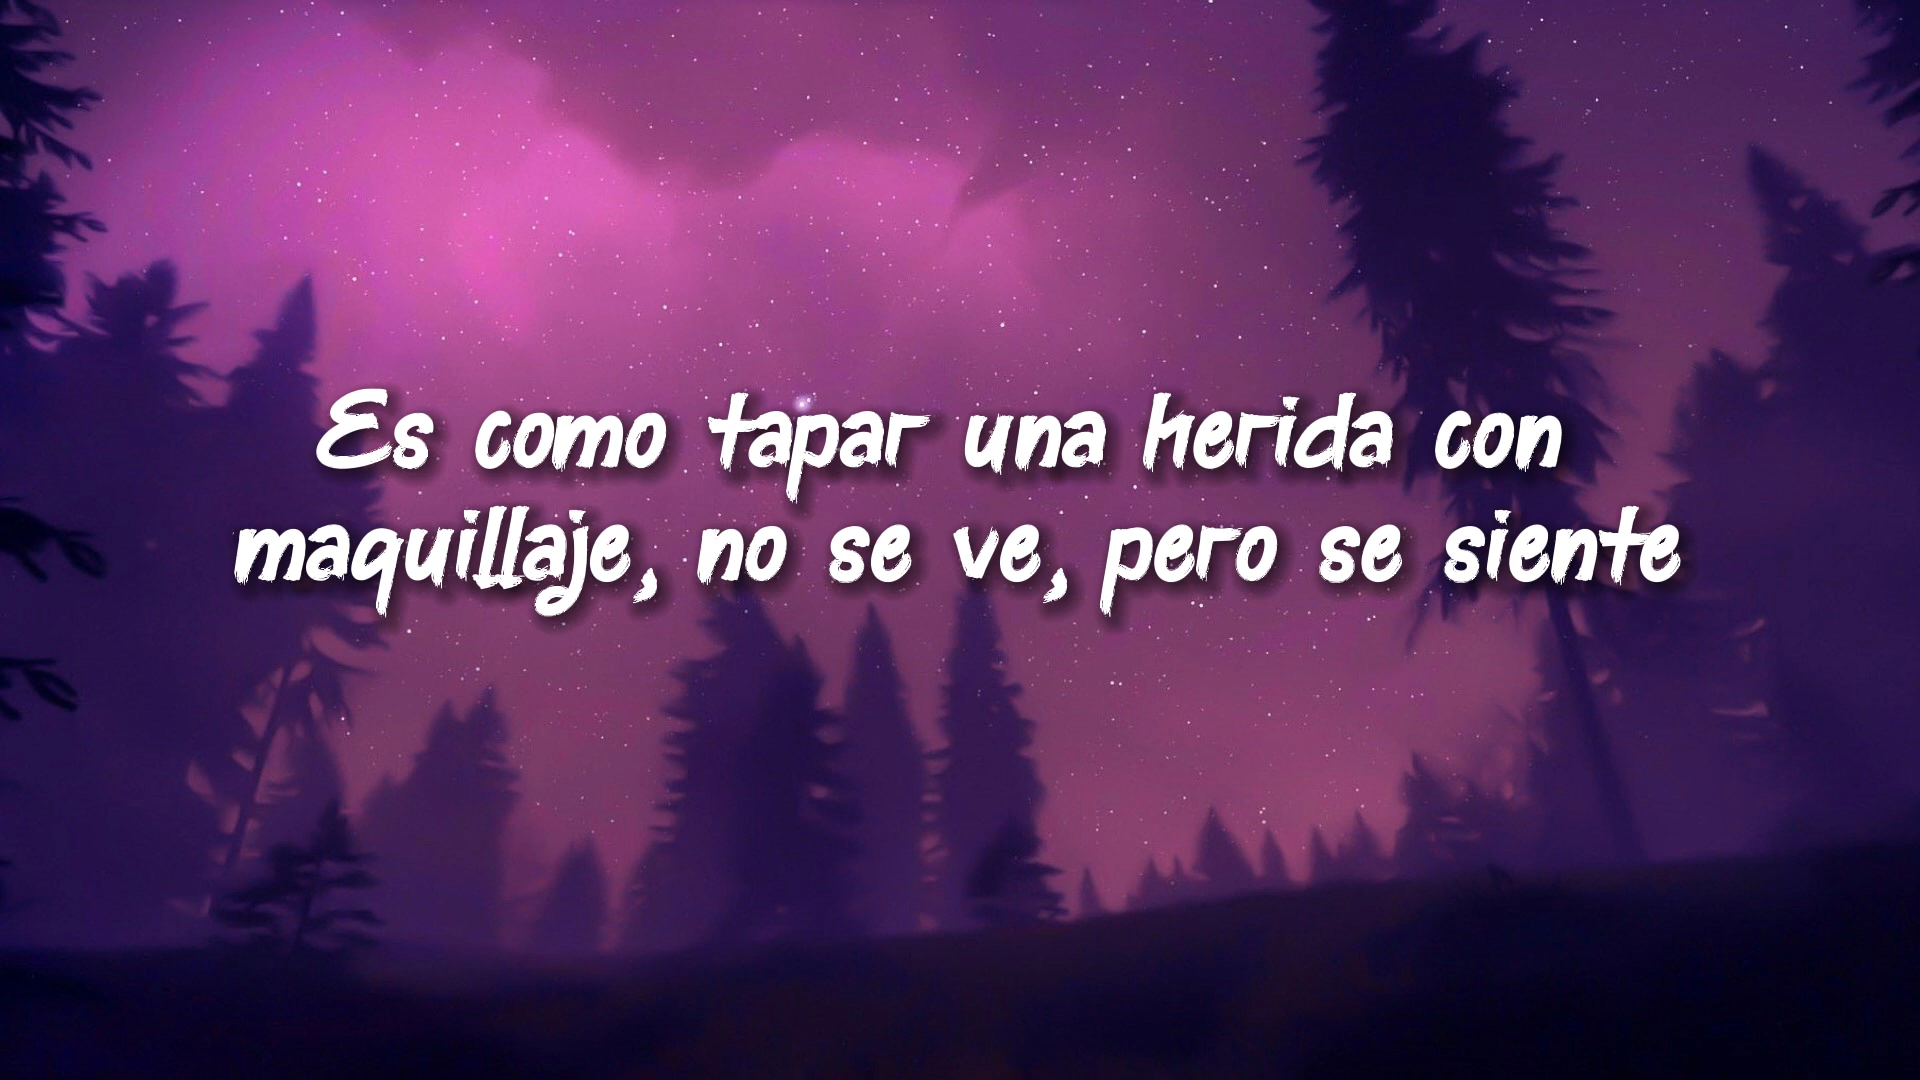 Es como tapar una herida con
maquillaje, no se ve, pero se siente